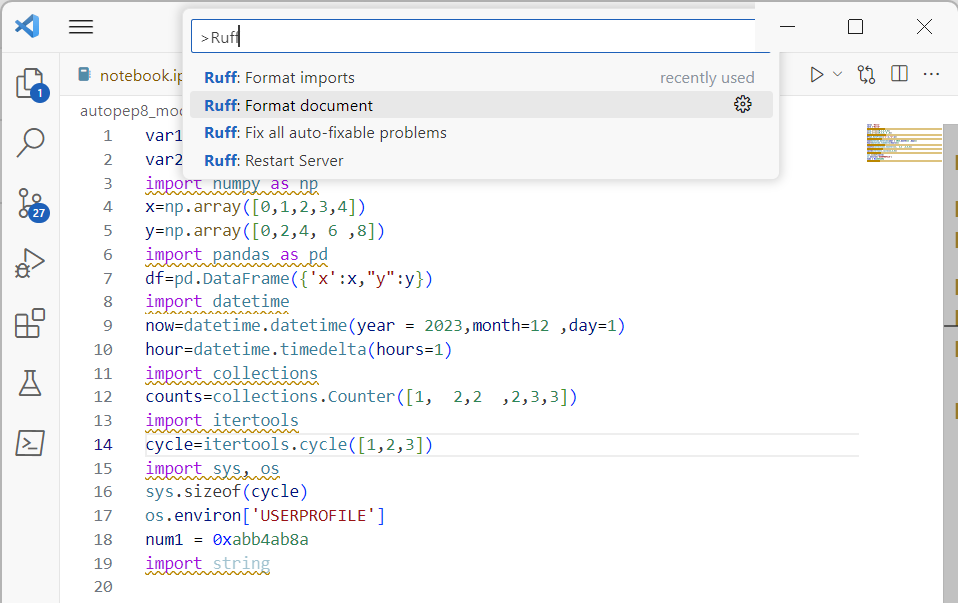 >Ruff
Ruff: Format imports recently used
Ruff: Format document
Ruff: Fix all auto-fixable problems
Ruff: Restart Server
notebook.ip
autopep8_mod
1
27
1 var1
2 var2
3 import numpy as np
4 x=np.array([0,1,2,3,4])
5 y=np.array([0,2,4, 6 ,8])
6 import pandas as pd
7 df=pd.DataFrame({'x':x,"y":y})
8 import datetime
9 now=datetime.datetime(year = 2023,month=12 ,day=1)
10 hour=datetime.timedelta(hours=1)
11 import collections
12 counts=collections.Counter([1,  2,2  ,2,3,3])
13 import itertools
14 cycle=itertools.cycle([1,2,3])
15 import sys, os
16 sys.sizeof(cycle)
17 os.environ['USERPROFILE']
18 num1 = 0xabb4ab8a
19 import string
20